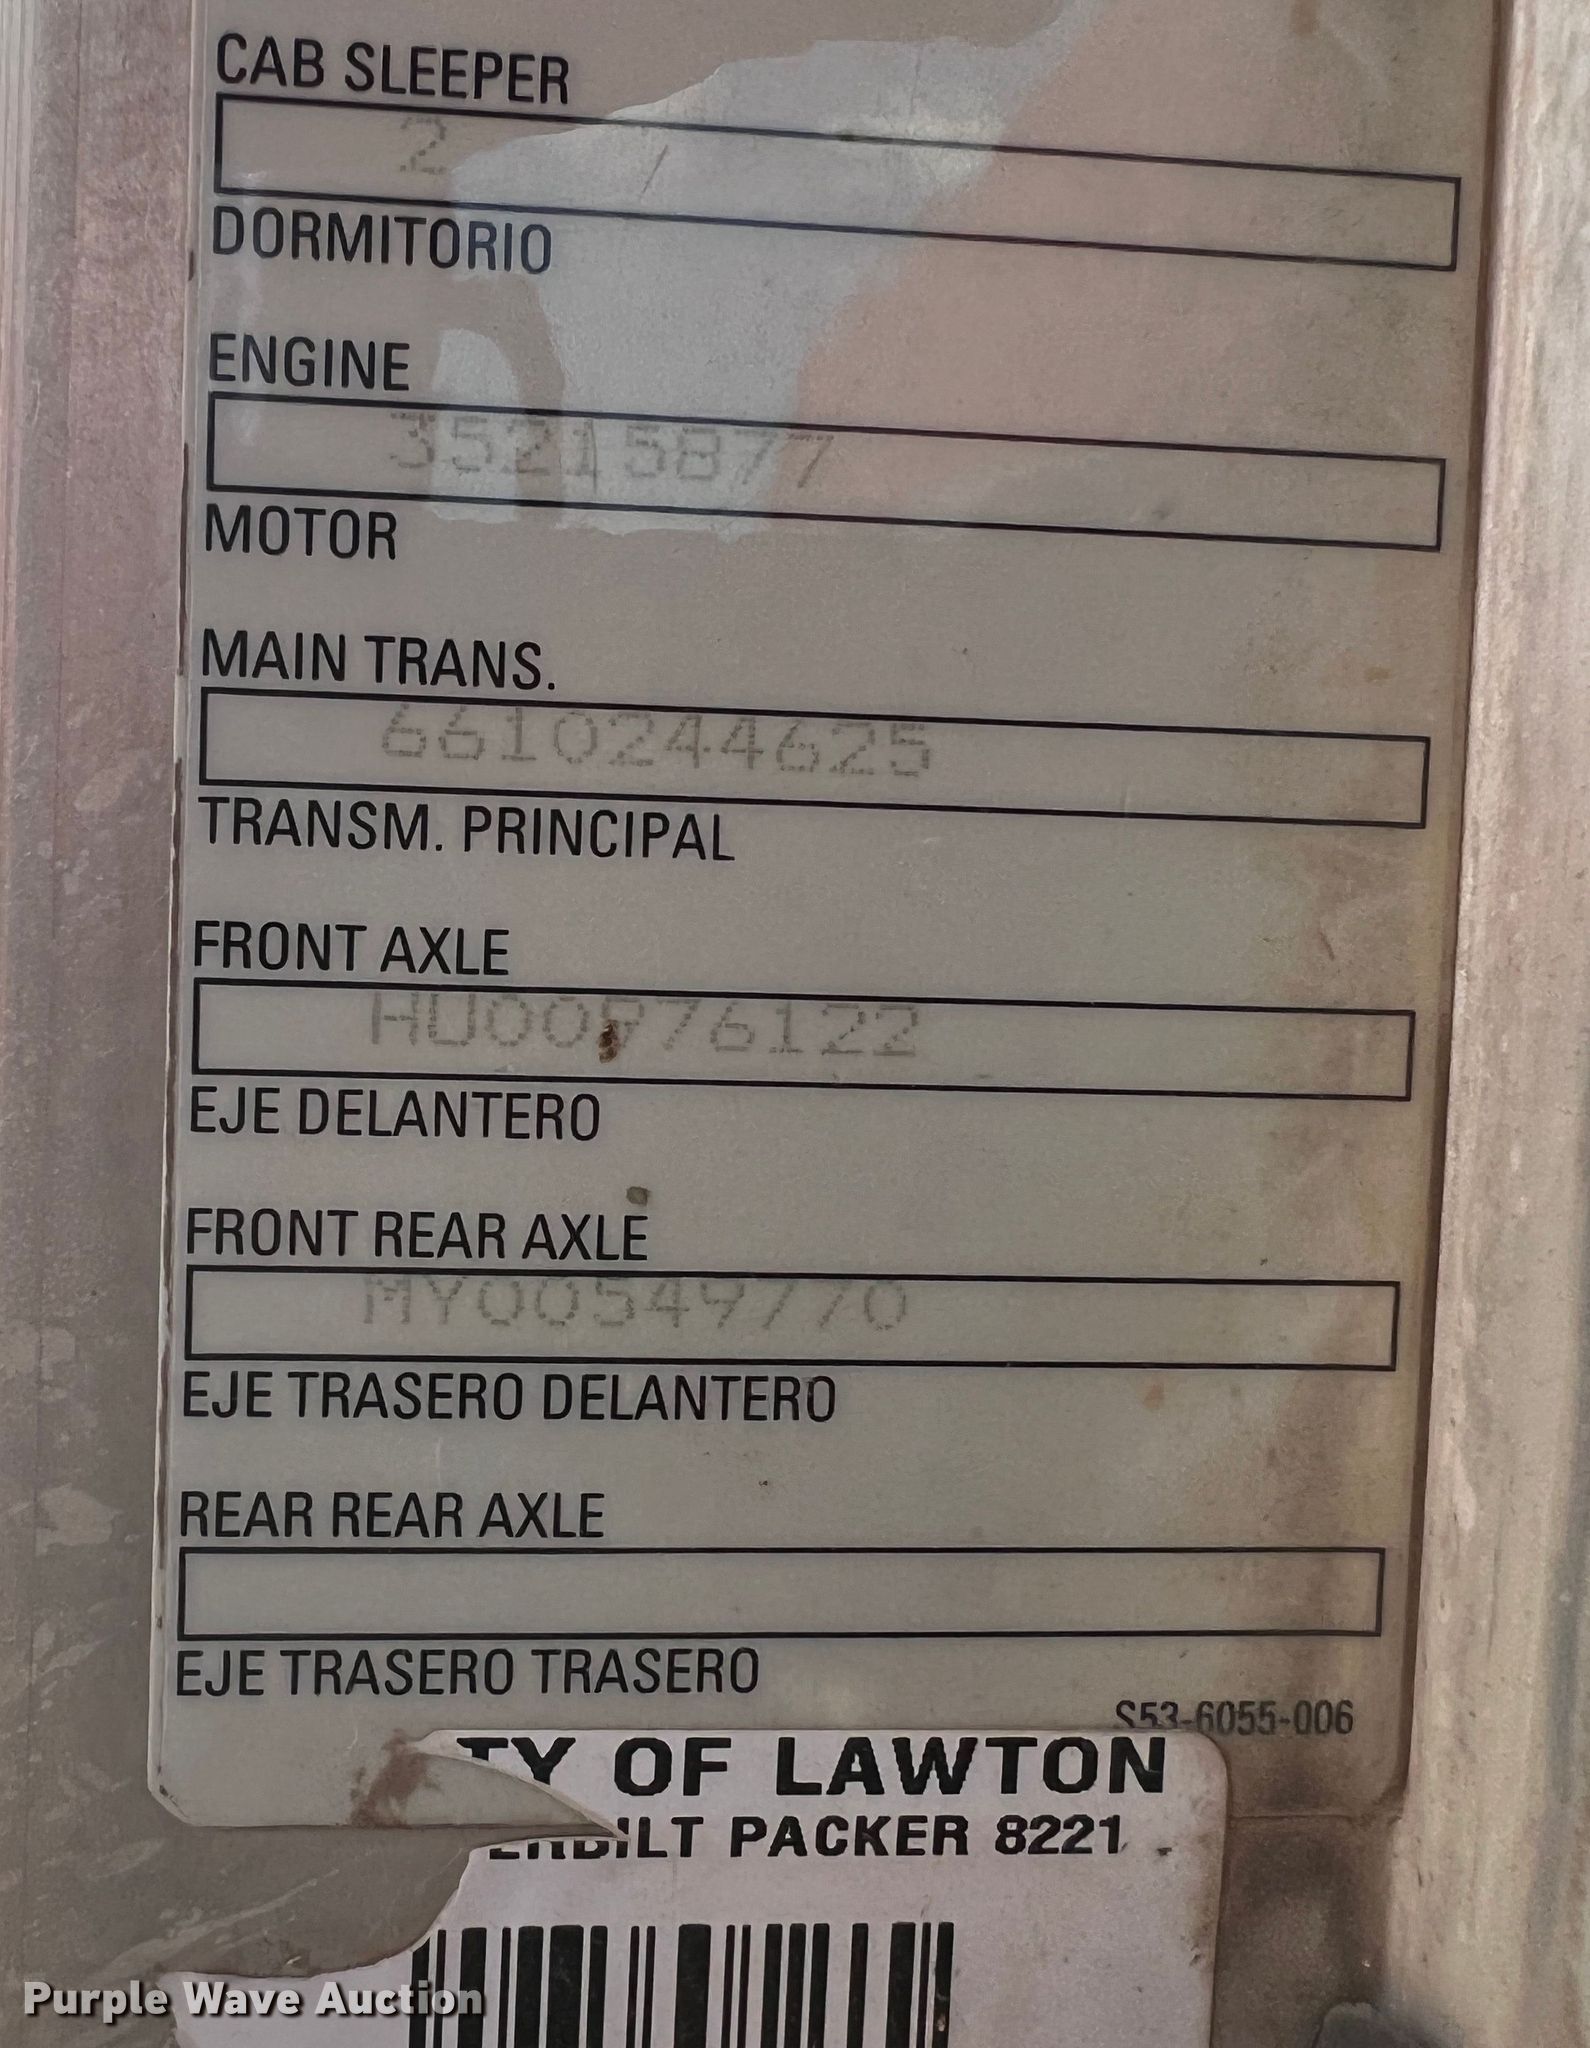 CAB SLEEPER
2
DORMITORIO
ENGINE
35215877
MOTOR
MAIN TRANS.
6610244625
TRANSM. PRINCIPAL
FRONT AXLE
EJE DELANTERO
FRONT REAR AXLE
MY00549770
EJE TRASERO DELANTERO
REAR REAR AXLE
EJE TRASERO TRASERO
S53-6055-006
TY OF LAWTON
ERBILT PACKER 8221
Purple Wave Auction